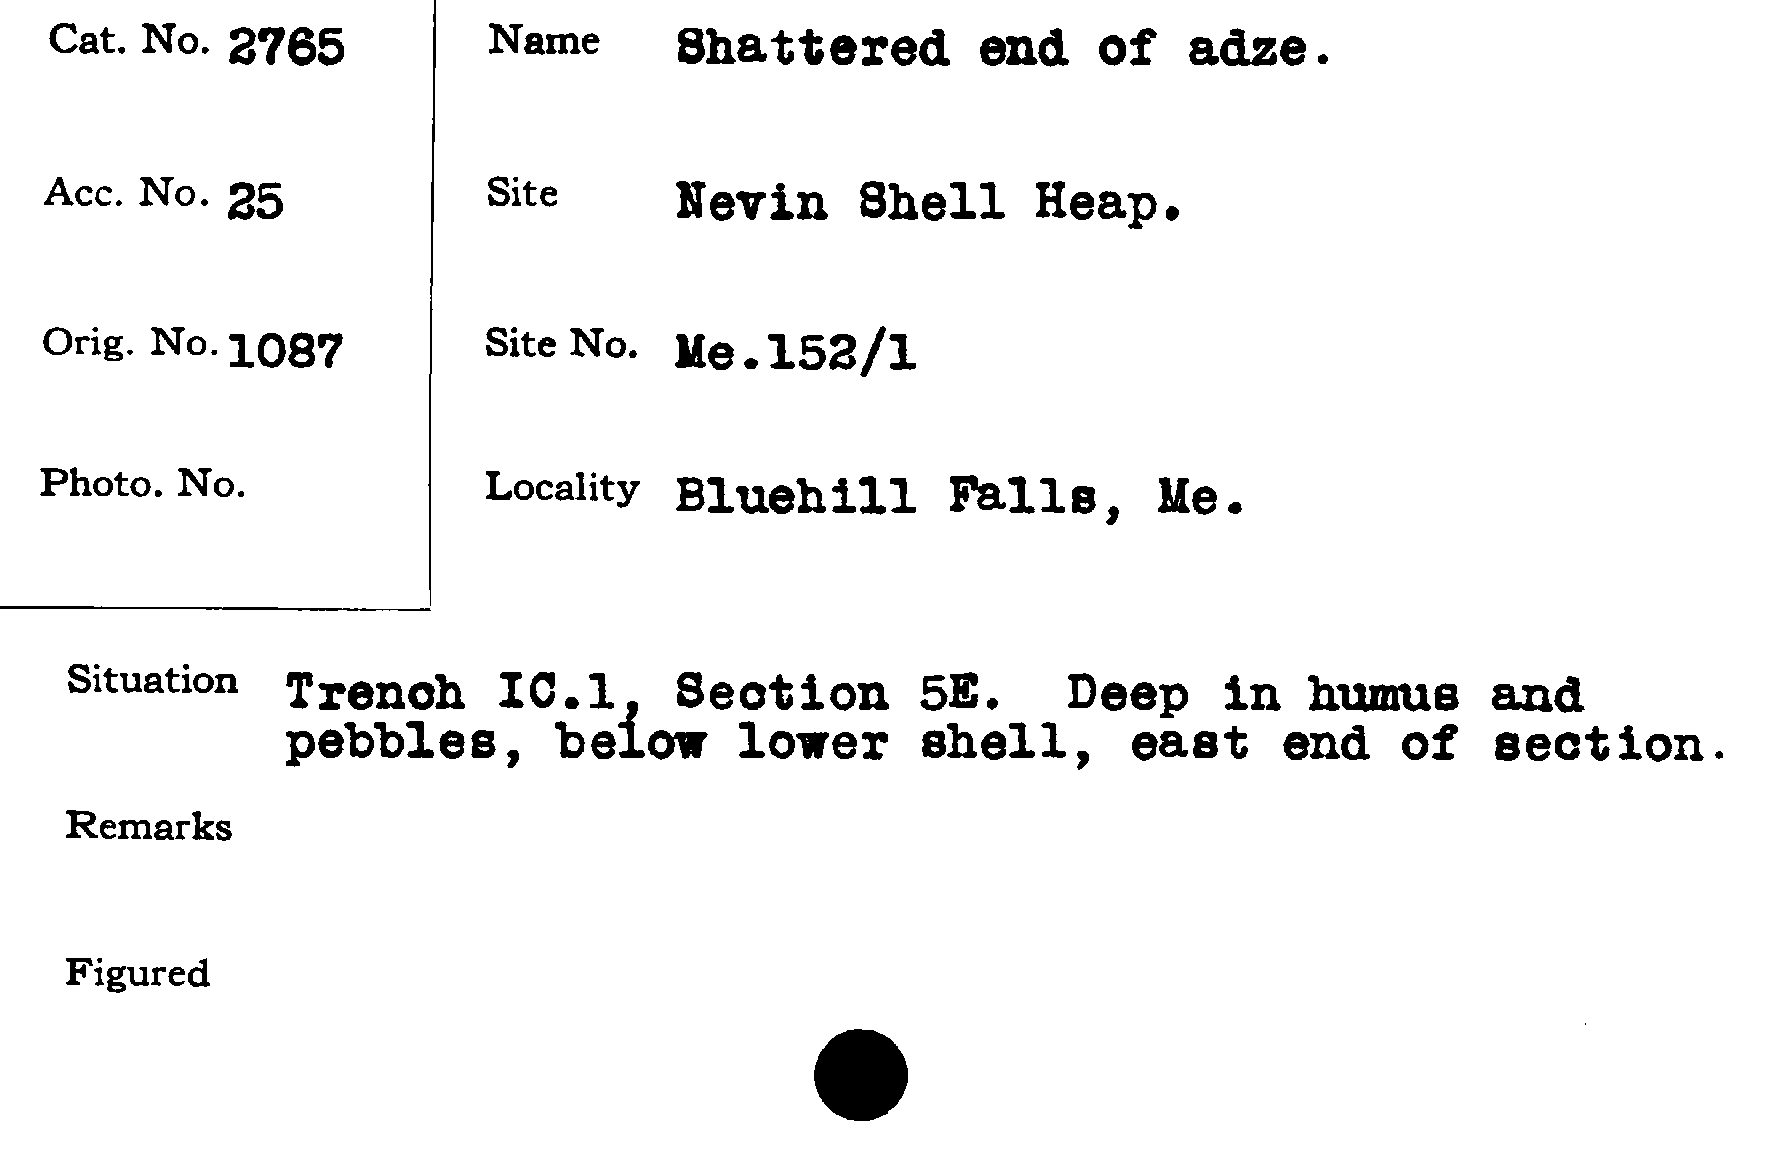 Cat. No. 2765
Name Shattered end of adze.
Acc. No. 25
Site Nevin Shell Heap.
Orig. No. 1087
Site No. Me.152/1
Photo. No.
Locality Bluehill Falls, Me.
Situation Trench IC.1, Section 5E. Deep in humus and
pebbles, below lower shell, east end of section.
Remarks
Figured